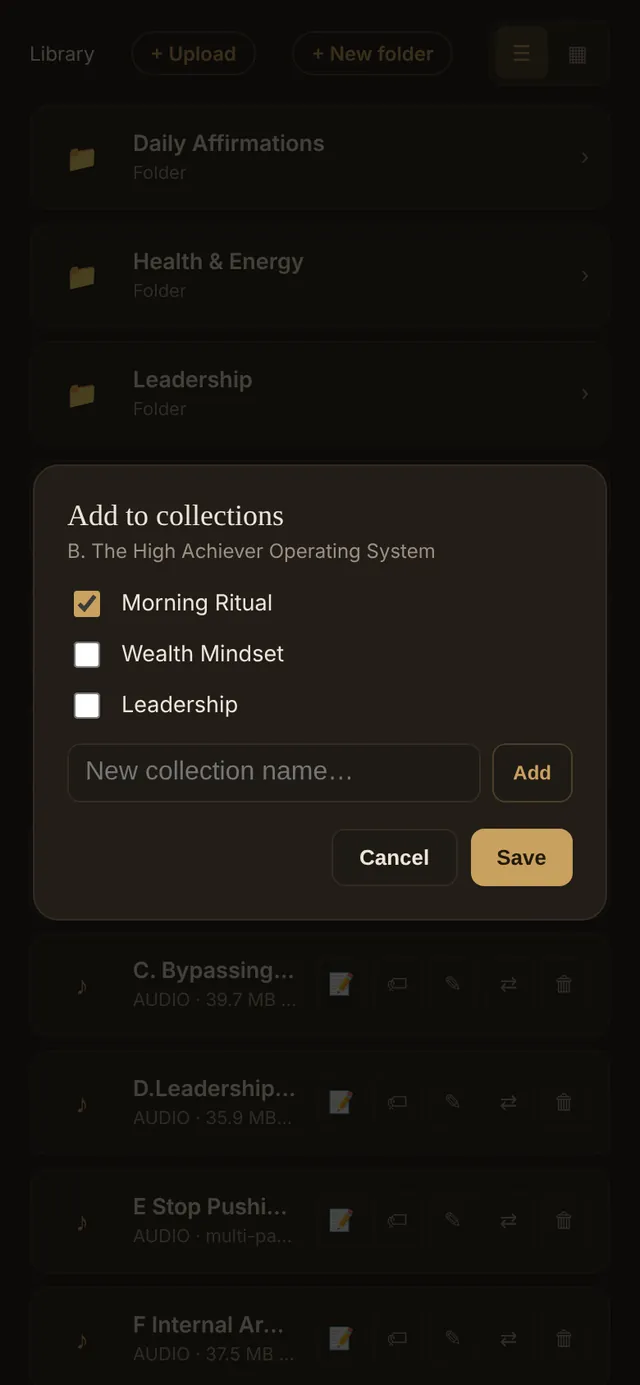 Library
+ Upload
+ New folder
Daily Affirmations
Folder
Health & Energy
Folder
Leadership
Folder
Add to collections
B. The High Achiever Operating System
Morning Ritual
Wealth Mindset
Leadership
New collection name…
Add
Cancel
Save
C. Bypassing...
AUDIO · 39.7 MB ...
D.Leadership...
AUDIO · 35.9 MB...
E Stop Pushi...
AUDIO · multi-pa...
F Internal Ar...
AUDIO · 37.5 MB ...